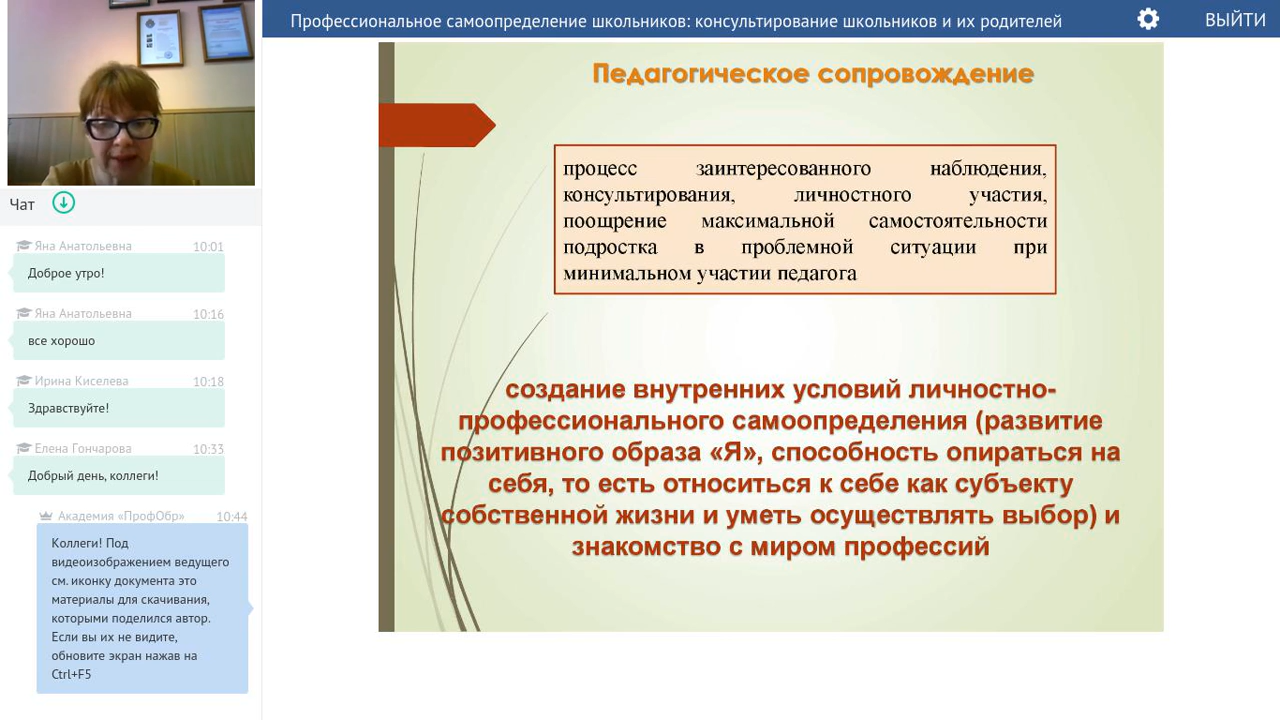 Профессиональное самоопределение школьников: консультирование школьников и их родителей
ВЫЙТИ
Чат
Яна Анатольевна 10:01
Доброе утро!
Яна Анатольевна 10:16
все хорошо
Ирина Киселева 10:18
Здравствуйте!
Елена Гончарова 10:33
Добрый день, коллеги!
Академия «ПрофОбр» 10:44
Коллеги! Под
видеоизображением ведущего
см. иконку документа это
материалы для скачивания,
которыми поделился автор.
Если вы их не видите,
обновите экран нажав на
Ctrl+F5
Педагогическое сопровождение
процесс заинтересованного наблюдения,
консультирования, личностного участия,
поощрение максимальной самостоятельности
подростка в проблемной ситуации при
минимальном участии педагога
создание внутренних условий личностно-
профессионального самоопределения (развитие
позитивного образа «Я», способность опираться на
себя, то есть относиться к себе как субъекту
собственной жизни и уметь осуществлять выбор) и
знакомство с миром профессий